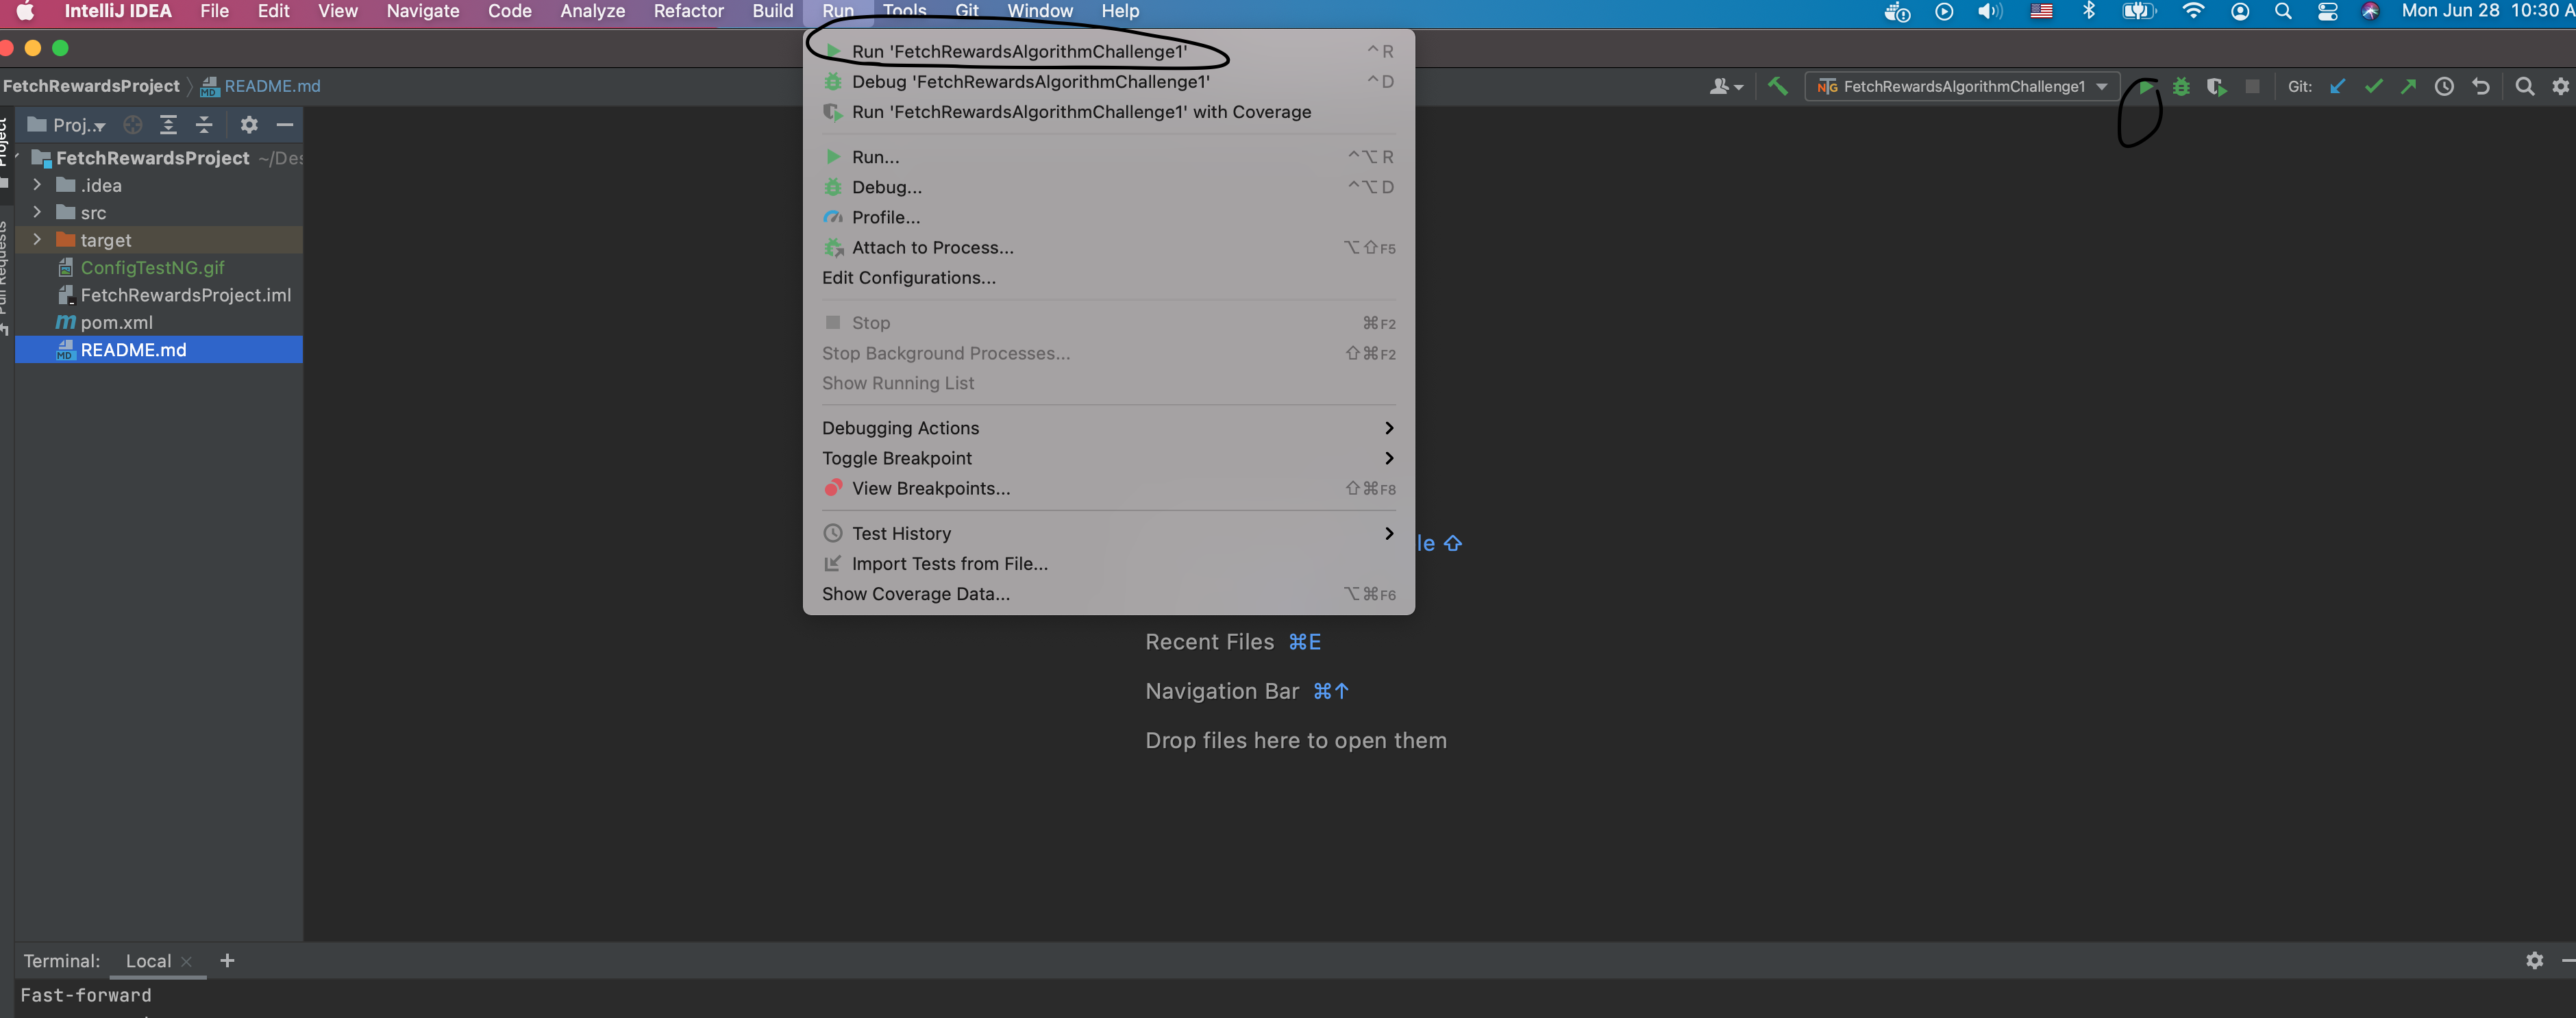 IntelliJ IDEA File Edit View Navigate Code Analyze Refactor Build Run Tools Git Window Help Mon Jun 28 10:30 A
FetchRewardsProject README.md FetchRewardsAlgorithmChallenge1 Git:
Project
Pull Requests
Proj...
FetchRewardsProject ~/Des
.idea
src
target
ConfigTestNG.gif
FetchRewardsProject.iml
pom.xml
README.md
Run 'FetchRewardsAlgorithmChallenge1' ⌃R
Debug 'FetchRewardsAlgorithmChallenge1' ⌃D
Run 'FetchRewardsAlgorithmChallenge1' with Coverage
Run... ⌃⌥R
Debug... ⌃⌥D
Profile...
Attach to Process... ⌥⇧F5
Edit Configurations...
Stop ⌘F2
Stop Background Processes... ⇧⌘F2
Show Running List
Debugging Actions
Toggle Breakpoint
View Breakpoints... ⇧⌘F8
Test History
Import Tests from File...
Show Coverage Data... ⌥⌘F6
le ⇧
Recent Files ⌘E
Navigation Bar ⌘↑
Drop files here to open them
Terminal: Local +
Fast-forward